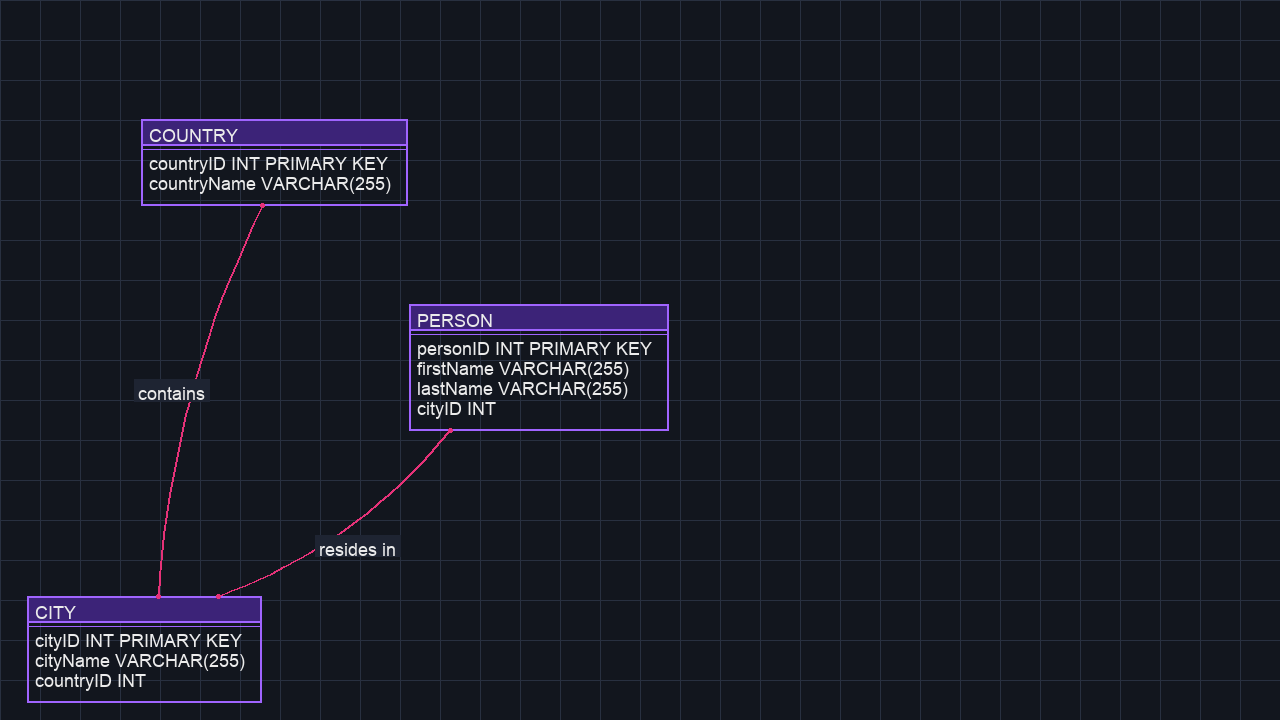 COUNTRY
countryID INT PRIMARY KEY
countryName VARCHAR(255)
PERSON
personID INT PRIMARY KEY
firstName VARCHAR(255)
lastName VARCHAR(255)
cityID INT
contains
resides in
CITY
cityID INT PRIMARY KEY
cityName VARCHAR(255)
countryID INT